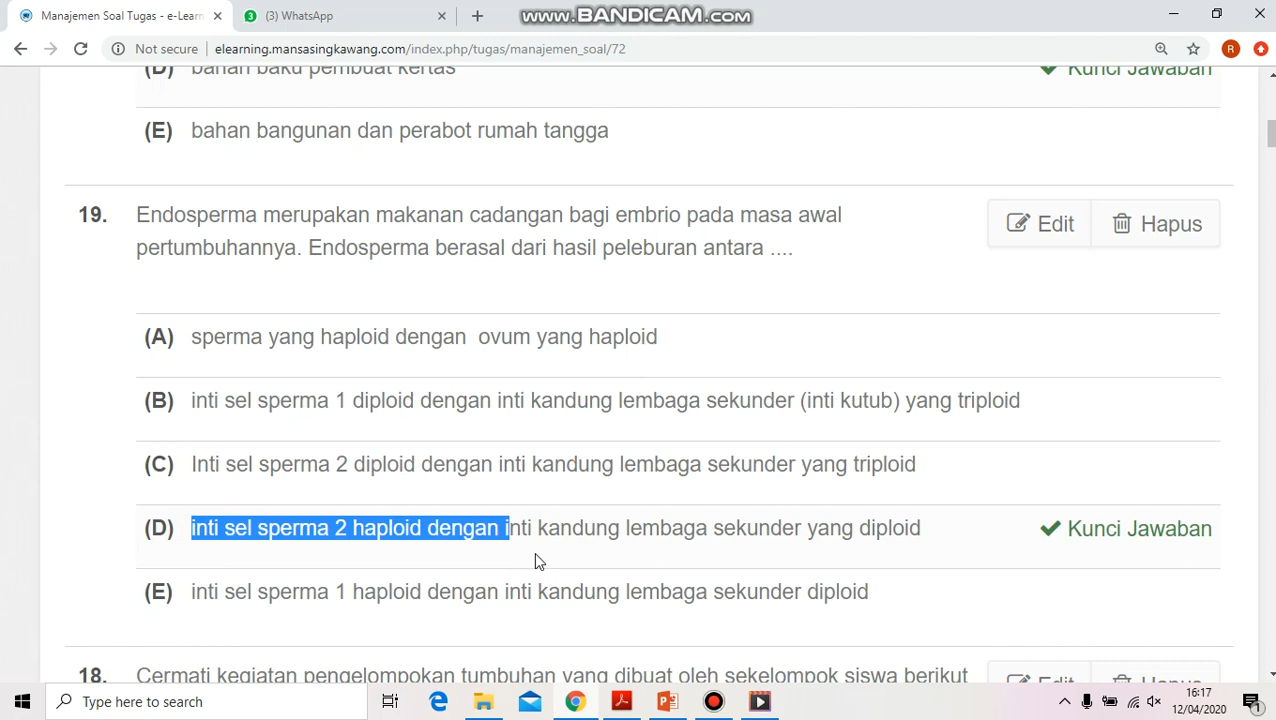 Manajemen Soal Tugas - e-Learn
(3) WhatsApp
www.BANDICAM.com
Not secure
elearning.mansasingkawang.com/index.php/tugas/manajemen_soal/72
R
(D) bahan baku pembuat kertas
Kunci Jawaban
(E) bahan bangunan dan perabot rumah tangga
19. Endosperma merupakan makanan cadangan bagi embrio pada masa awal
pertumbuhannya. Endosperma berasal dari hasil peleburan antara ....
Edit
Hapus
(A) sperma yang haploid dengan ovum yang haploid
(B) inti sel sperma 1 diploid dengan inti kandung lembaga sekunder (inti kutub) yang triploid
(C) Inti sel sperma 2 diploid dengan inti kandung lembaga sekunder yang triploid
(D) inti sel sperma 2 haploid dengan inti kandung lembaga sekunder yang diploid
Kunci Jawaban
(E) inti sel sperma 1 haploid dengan inti kandung lembaga sekunder diploid
18. Cermati kegiatan pengelompokan tumbuhan yang dibuat oleh sekelompok siswa berikut
Edit
Hapus
Type here to search
16:17
12/04/2020
1